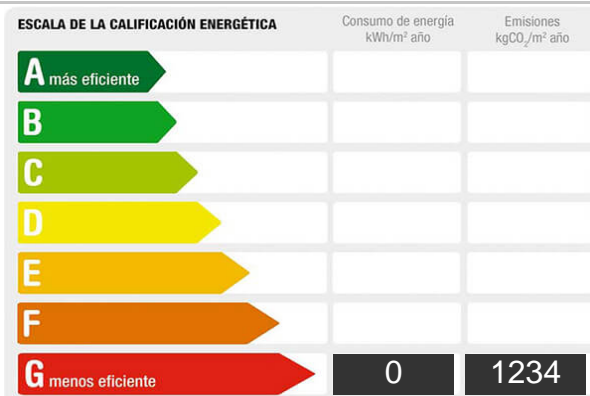 ESCALA DE LA CALIFICACIÓN ENERGÉTICA
Consumo de energía
kWh/m² año
Emisiones
kgCO₂/m² año
A más eficiente
B
C
D
E
F
G menos eficiente
0
1234